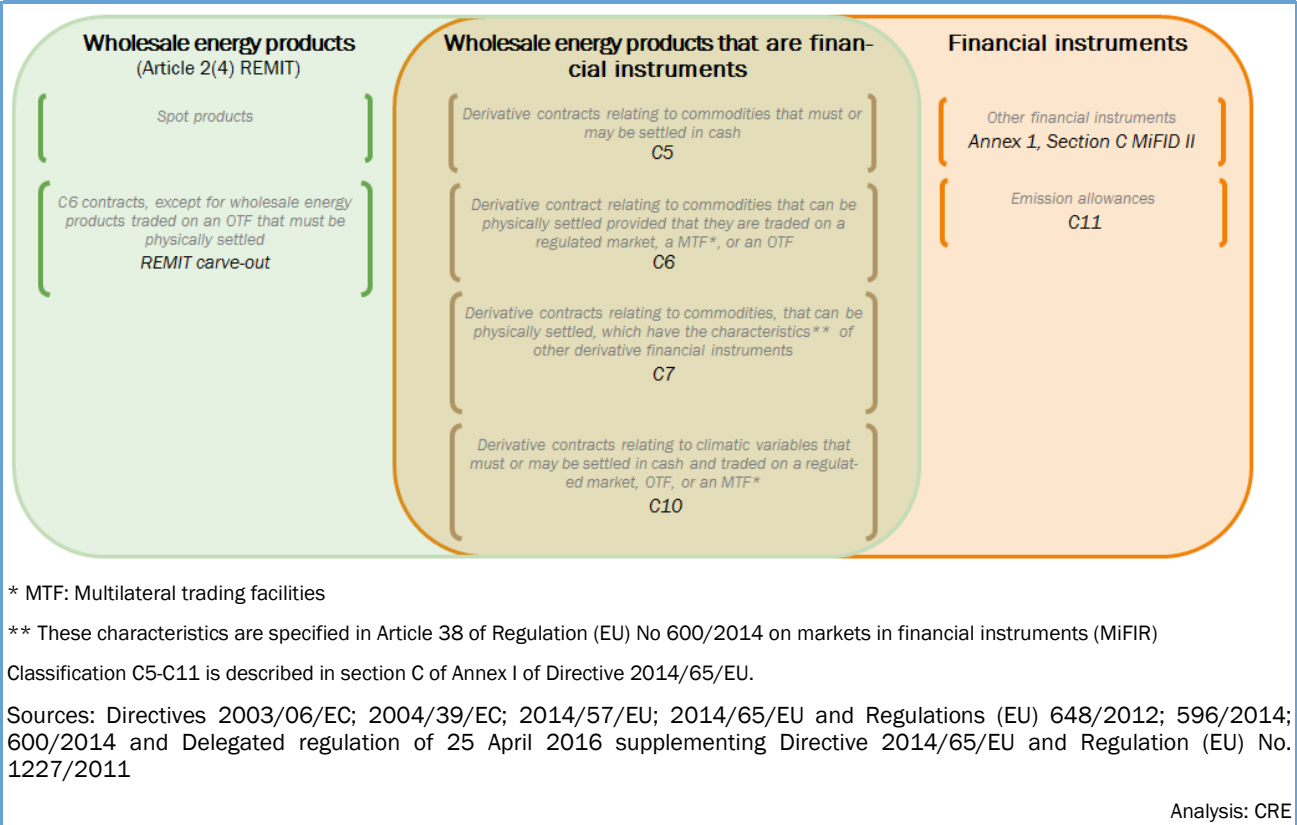 Wholesale energy products
(Article 2(4) REMIT)
Spot products
C6 contracts, except for wholesale energy
products traded on an OTF that must be
physically settled
REMIT carve-out
Wholesale energy products that are finan-
cial instruments
Derivative contracts relating to commodities that must or
may be settled in cash
C5
Derivative contract relating to commodities that can be
physically settled provided that they are traded on a
regulated market, a MTF*, or an OTF
C6
Derivative contracts relating to commodities, that can be
physically settled, which have the characteristics** of
other derivative financial instruments
C7
Derivative contracts relating to climatic variables that
must or may be settled in cash and traded on a regulat-
ed market, OTF, or an MTF*
C10
Financial instruments
Other financial instruments
Annex 1, Section C MiFID II
Emission allowances
C11
* MTF: Multilateral trading facilities
** These characteristics are specified in Article 38 of Regulation (EU) No 600/2014 on markets in financial instruments (MiFIR)
Classification C5-C11 is described in section C of Annex I of Directive 2014/65/EU.
Sources: Directives 2003/06/EC; 2004/39/EC; 2014/57/EU; 2014/65/EU and Regulations (EU) 648/2012; 596/2014;
600/2014 and Delegated regulation of 25 April 2016 supplementing Directive 2014/65/EU and Regulation (EU) No.
1227/2011
Analysis: CRE